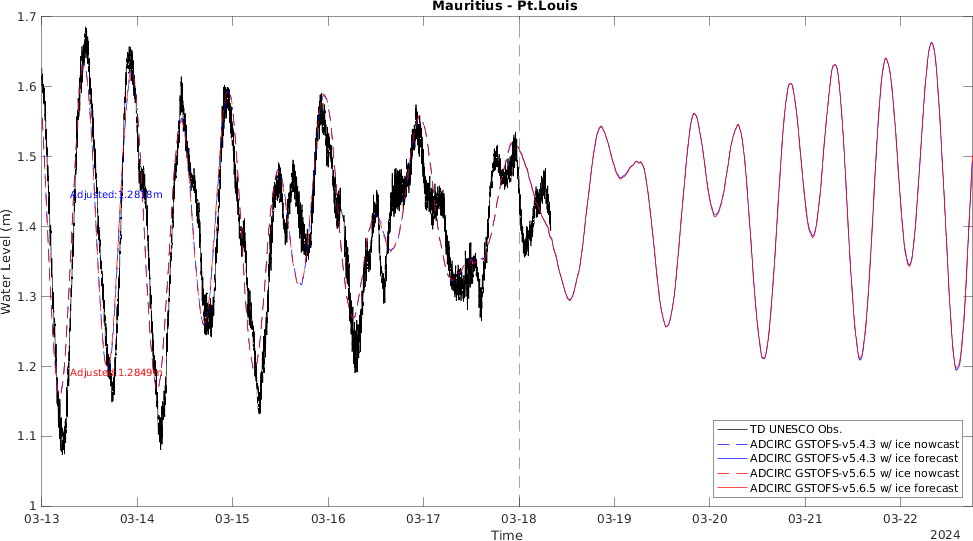 Mauritius - Pt.Louis
Water Level (m)
1.7
1.6
1.5
1.4
1.3
1.2
1.1
1
Adjusted:
Adjusted: 1.2849m
TD UNESCO Obs.
ADCIRC GSTOFS-v5.4.3 w/ ice nowcast
ADCIRC GSTOFS-v5.4.3 w/ ice forecast
ADCIRC GSTOFS-v5.6.5 w/ ice nowcast
ADCIRC GSTOFS-v5.6.5 w/ ice forecast
03-13 03-14 03-15 03-16 03-17 03-18 03-19 03-20 03-21 03-22
Time
2024